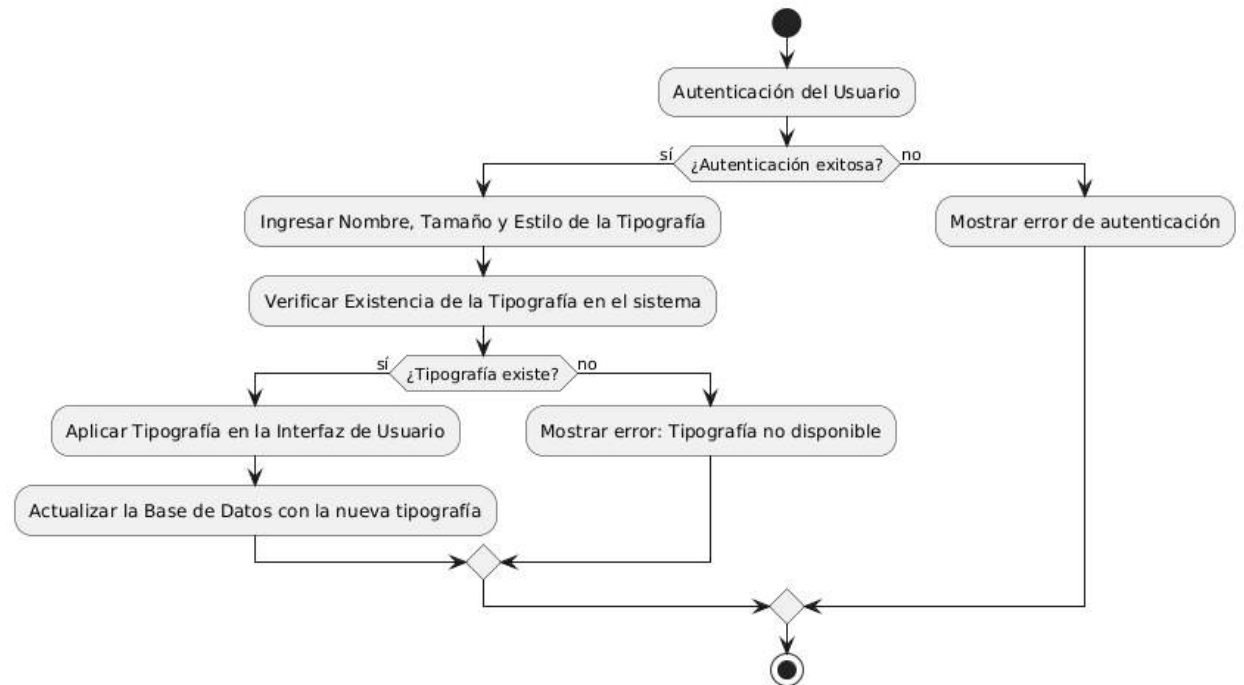 Autenticación del Usuario
sí
¿Autenticación exitosa?
no
Ingresar Nombre, Tamaño y Estilo de la Tipografía
Mostrar error de autenticación
Verificar Existencia de la Tipografía en el sistema
sí
¿Tipografía existe?
no
Aplicar Tipografía en la Interfaz de Usuario
Mostrar error: Tipografía no disponible
Actualizar la Base de Datos con la nueva tipografía